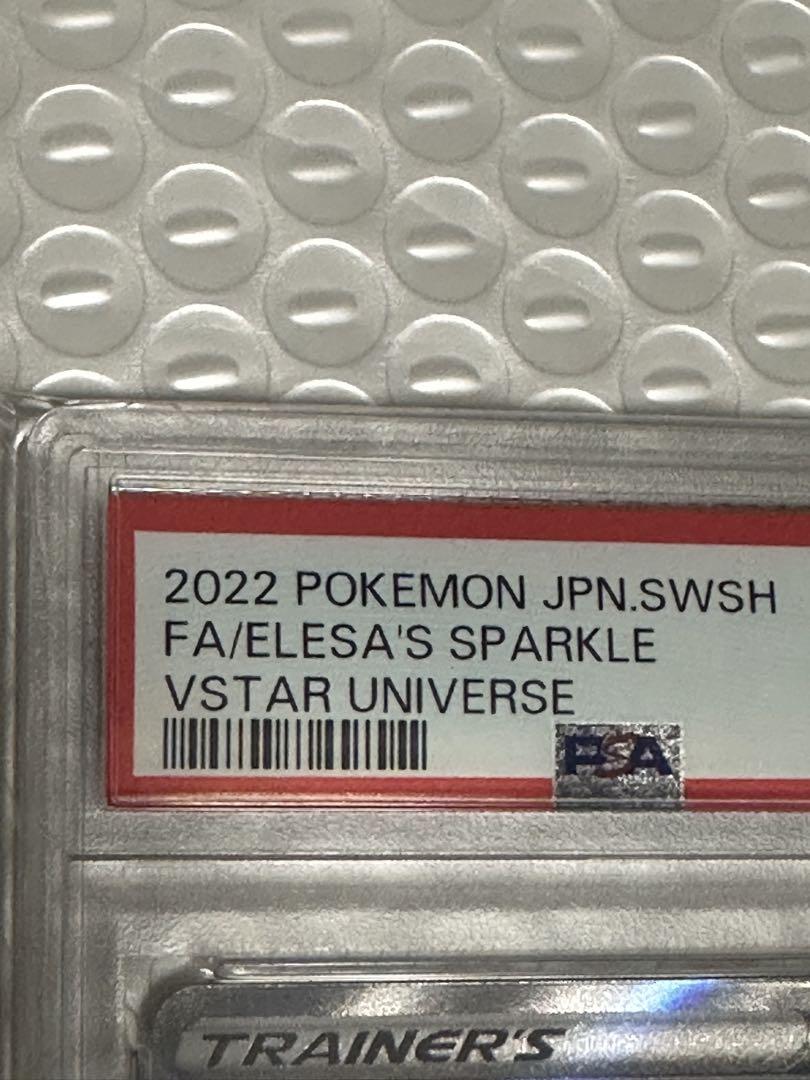 2022 POKEMON JPN.SWSH
FA/ELESA'S SPARKLE
VSTAR UNIVERSE
PSA
TRAINER'S